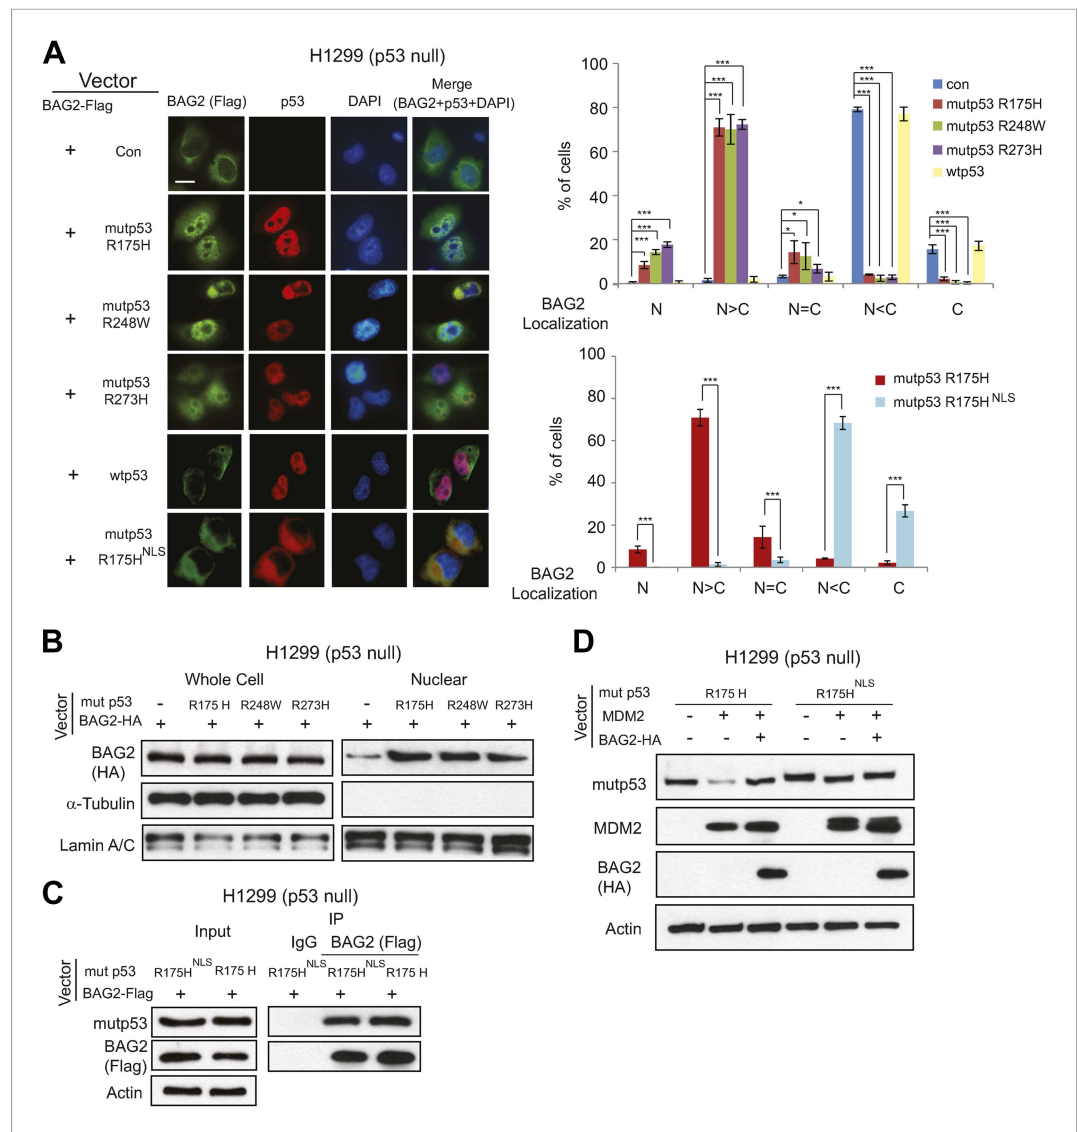 A
H1299 (p53 null)
Vector
BAG2-Flag
BAG2 (Flag) p53 DAPI Merge
(BAG2+p53+DAPI)
+ Con
+ mutp53
R175H
+ mutp53
R248W
+ mutp53
R273H
+ wtp53
+ mutp53
R175H NLS
% of cells
100
80
60
40
20
0
*** *** ***
*** *** ***
* * *
*** *** ***
*** *** ***
con
mutp53 R175H
mutp53 R248W
mutp53 R273H
wtp53
BAG2
Localization
N N>C N=C N<C C
% of cells
100
80
60
40
20
0
*** *** *** *** ***
mutp53 R175H
mutp53 R175H NLS
BAG2
Localization
N N>C N=C N<C C
B
H1299 (p53 null)
Whole Cell Nuclear
Vector
mut p53 - R175 H R248W R273H - R175H R248W R273H
BAG2-HA + + + + + + + +
BAG2
(HA)
α-Tubulin
Lamin A/C
C
H1299 (p53 null)
IP
Input IgG BAG2 (Flag)
Vector
mut p53 R175H NLS R175 H R175H NLS R175H NLS R175 H
BAG2-Flag + + + + +
mutp53
BAG2
(Flag)
Actin
D
H1299 (p53 null)
Vector
mut p53 R175 H R175H NLS
MDM2 - + + - + +
BAG2-HA - - + - - +
mutp53
MDM2
BAG2
(HA)
Actin